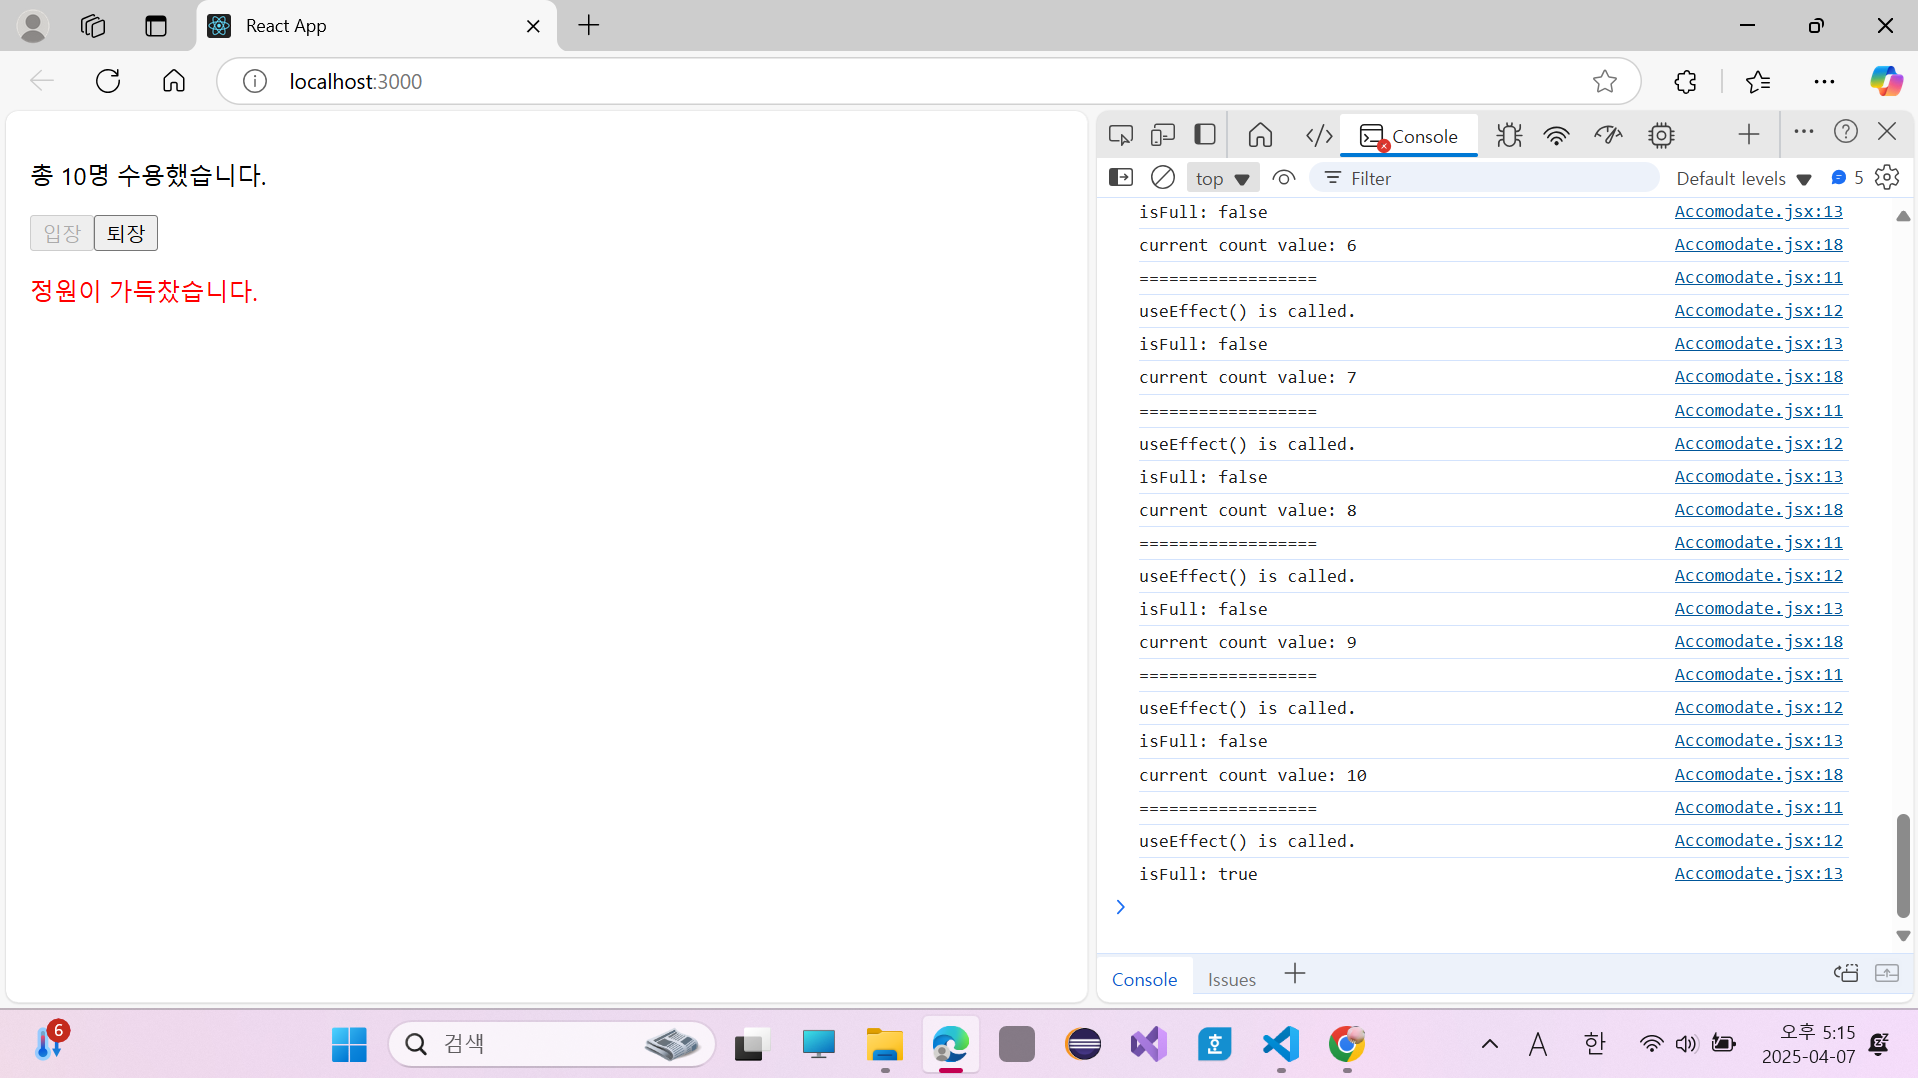 React App
localhost:3000
총 10명 수용했습니다.
입장 퇴장
정원이 가득찼습니다.
Console
top Filter Default levels 5
isFull: false Accomodate.jsx:13
current count value: 6 Accomodate.jsx:18
================== Accomodate.jsx:11
useEffect() is called. Accomodate.jsx:12
isFull: false Accomodate.jsx:13
current count value: 7 Accomodate.jsx:18
================== Accomodate.jsx:11
useEffect() is called. Accomodate.jsx:12
isFull: false Accomodate.jsx:13
current count value: 8 Accomodate.jsx:18
================== Accomodate.jsx:11
useEffect() is called. Accomodate.jsx:12
isFull: false Accomodate.jsx:13
current count value: 9 Accomodate.jsx:18
================== Accomodate.jsx:11
useEffect() is called. Accomodate.jsx:12
isFull: false Accomodate.jsx:13
current count value: 10 Accomodate.jsx:18
================== Accomodate.jsx:11
useEffect() is called. Accomodate.jsx:12
isFull: true Accomodate.jsx:13
Console Issues
6
검색
A 한
오후 5:15
2025-04-07